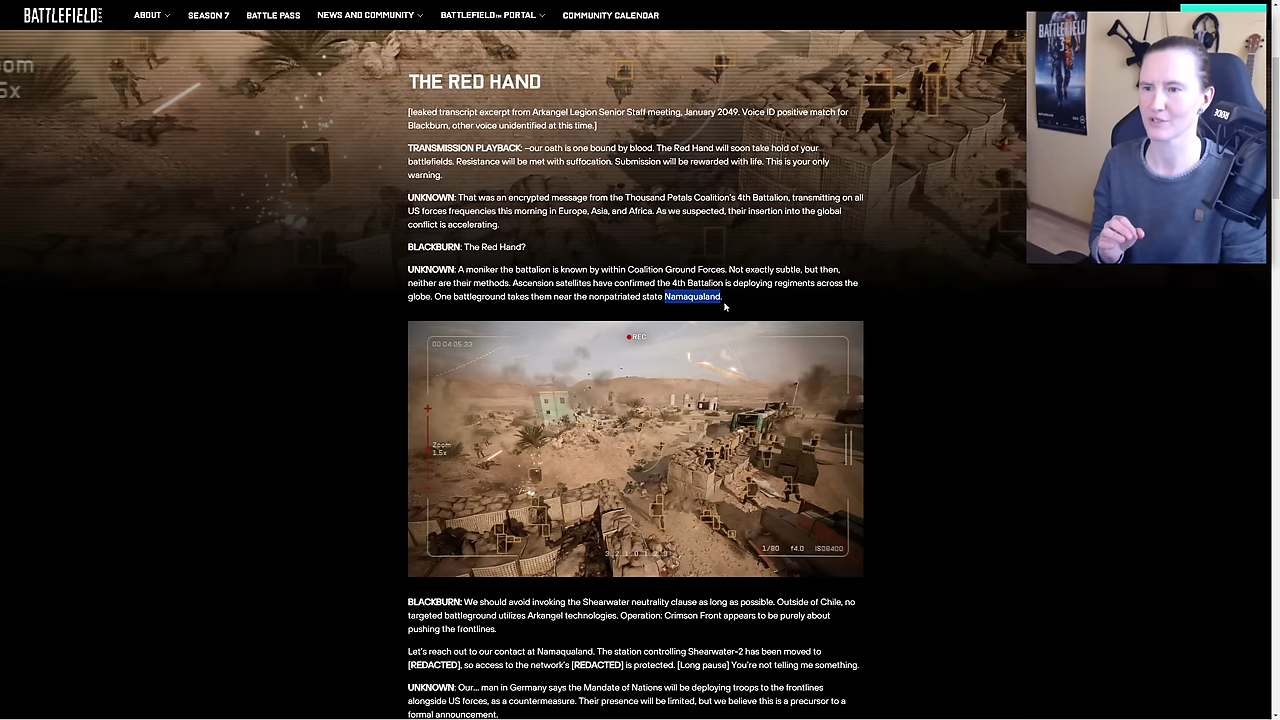 BATTLEFIELD
ABOUT
SEASON 7
BATTLE PASS
NEWS AND COMMUNITY
BATTLEFIELD™ PORTAL
COMMUNITY CALENDAR
BATTLEFIELD
3
THE RED HAND
[leaked transcript excerpt from Arkangel Legion Senior Staff meeting, January 2049. Voice ID positive match for
Blackburn, other voice unidentified at this time.]
TRANSMISSION PLAYBACK: –our oath is one bound by blood. The Red Hand will soon take hold of your
battlefields. Resistance will be met with suffocation. Submission will be rewarded with life. This is your only
warning.
UNKNOWN: That was an encrypted message from the Thousand Petals Coalition's 4th Battalion, transmitting on all
US forces frequencies this morning in Europe, Asia, and Africa. As we suspected, their insertion into the global
conflict is accelerating.
BLACKBURN: The Red Hand?
UNKNOWN: A moniker the battalion is known by within Coalition Ground Forces. Not exactly subtle, but then,
neither are their methods. Ascension satellites have confirmed the 4th Battalion is deploying regiments across the
globe. One battleground takes them near the nonpatriated state Namaqualand.
REC
00:04:05:33
Zoom
1.5x
3 2 1 0 1 2 3
1/80 f4.0 ISO6400
BLACKBURN: We should avoid invoking the Shearwater neutrality clause as long as possible. Outside of Chile, no
targeted battleground utilizes Arkangel technologies. Operation: Crimson Front appears to be purely about
pushing the frontlines.
Let's reach out to our contact at Namaqualand. The station controlling Shearwater-2 has been moved to
[REDACTED], so access to the network's [REDACTED] is protected. [Long pause] You're not telling me something.
UNKNOWN: Our... man in Germany says the Mandate of Nations will be deploying troops to the frontlines
alongside US forces, as a countermeasure. Their presence will be limited, but we believe this is a precursor to a
formal announcement.